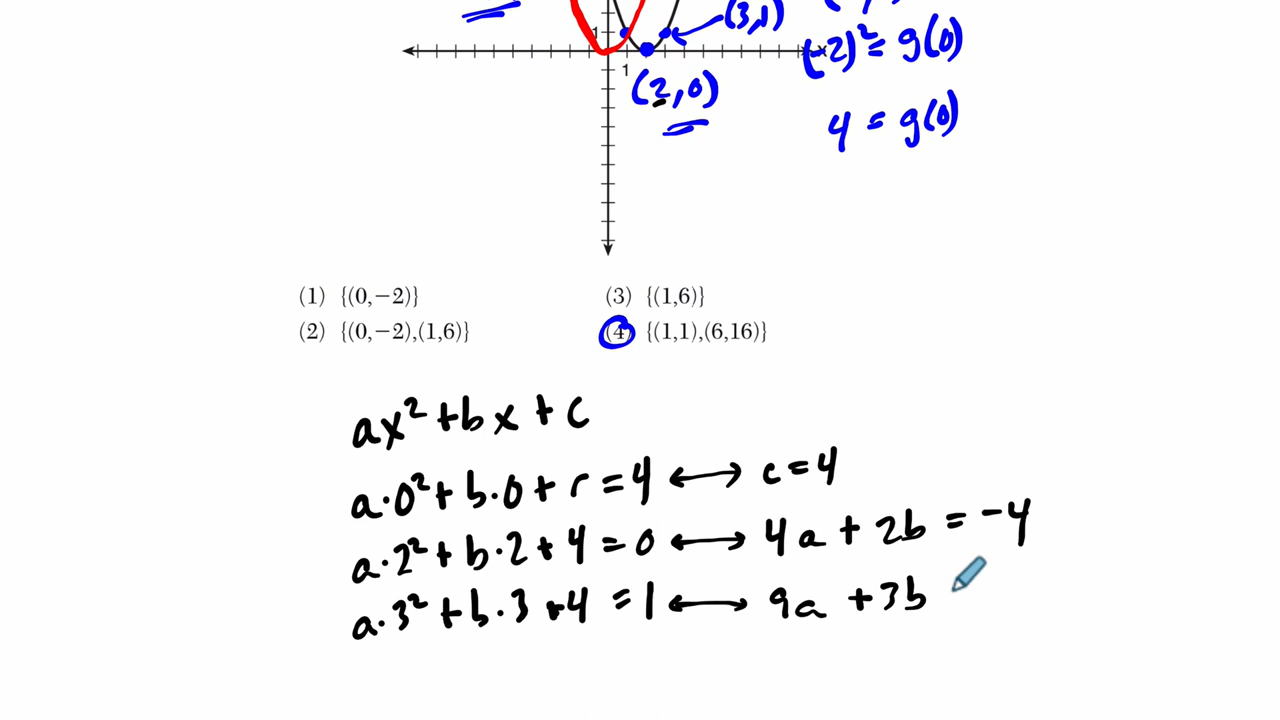 1
(3,1)
x
(-2)² = g(0)
1
(2,0)
4 = g(0)
(1) {(0,−2)}
(3) {(1,6)}
(2) {(0,−2),(1,6)}
(4) {(1,1),(6,16)}
ax² + bx + c
a·0² + b·0 + c = 4 ⟷ c = 4
a·2² + b·2 + 4 = 0 ⟷ 4a + 2b = -4
a·3² + b·3 + 4 = 1 ⟷ 9a + 3b